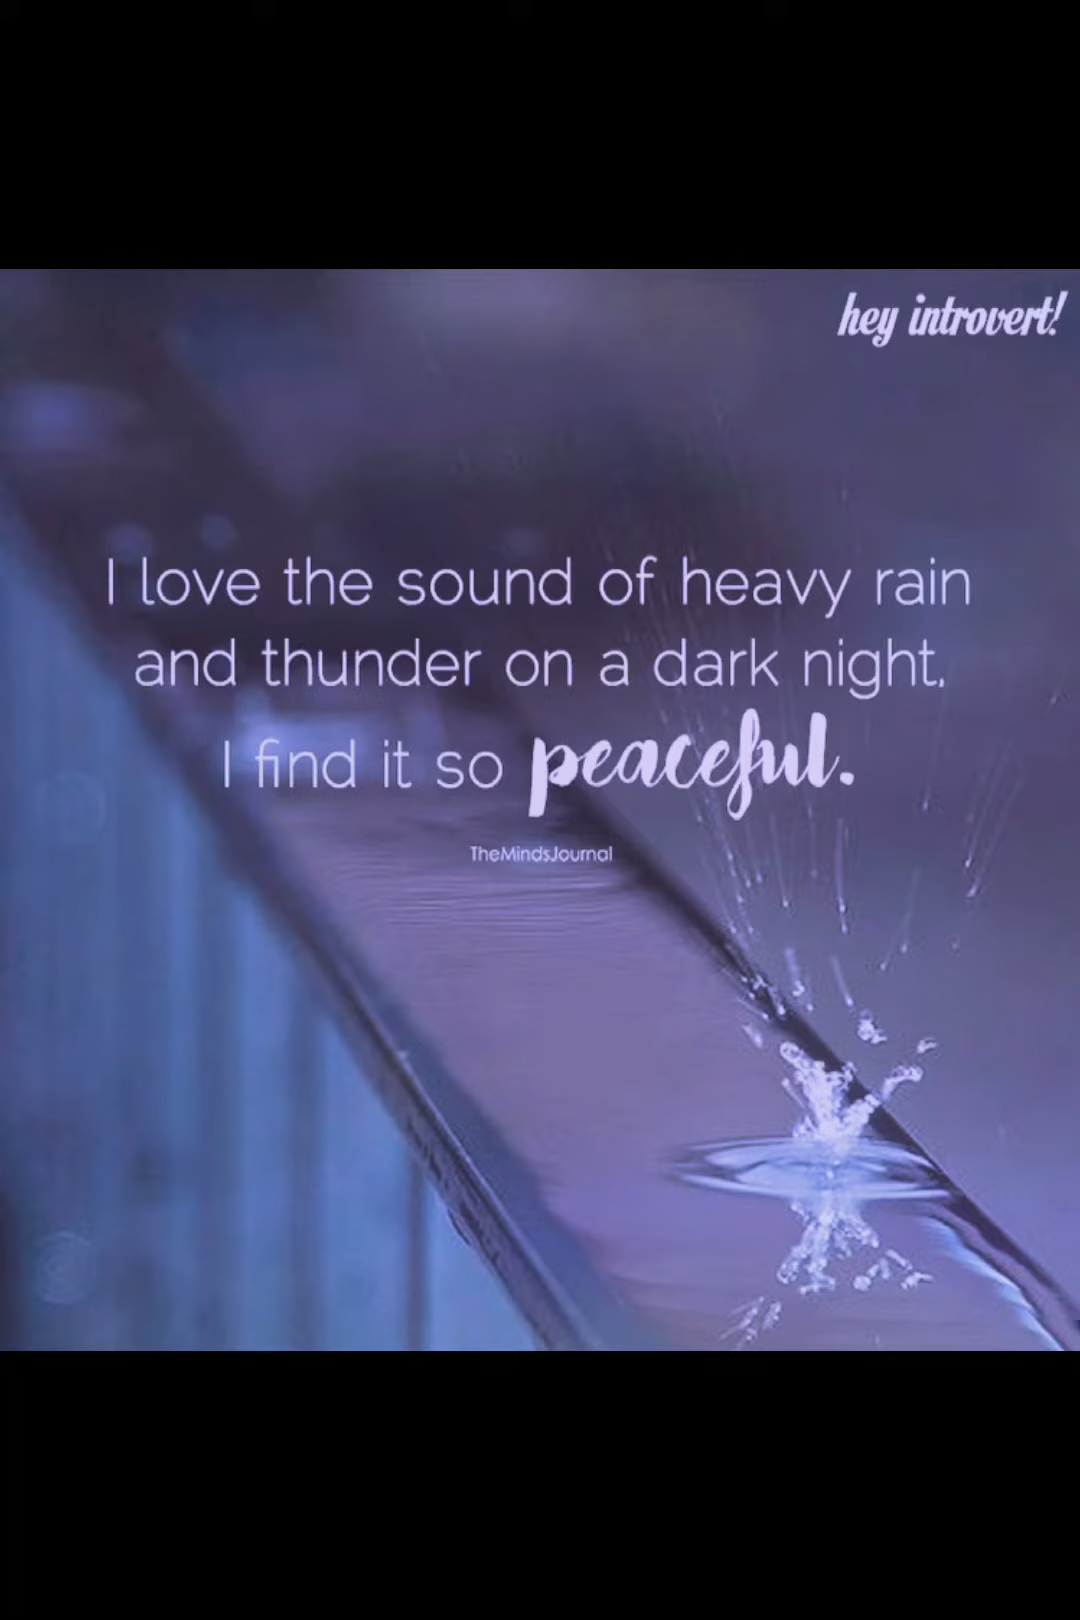 hey introvert!
I love the sound of heavy rain
and thunder on a dark night.
I find it so peaceful.
TheMindsJournal